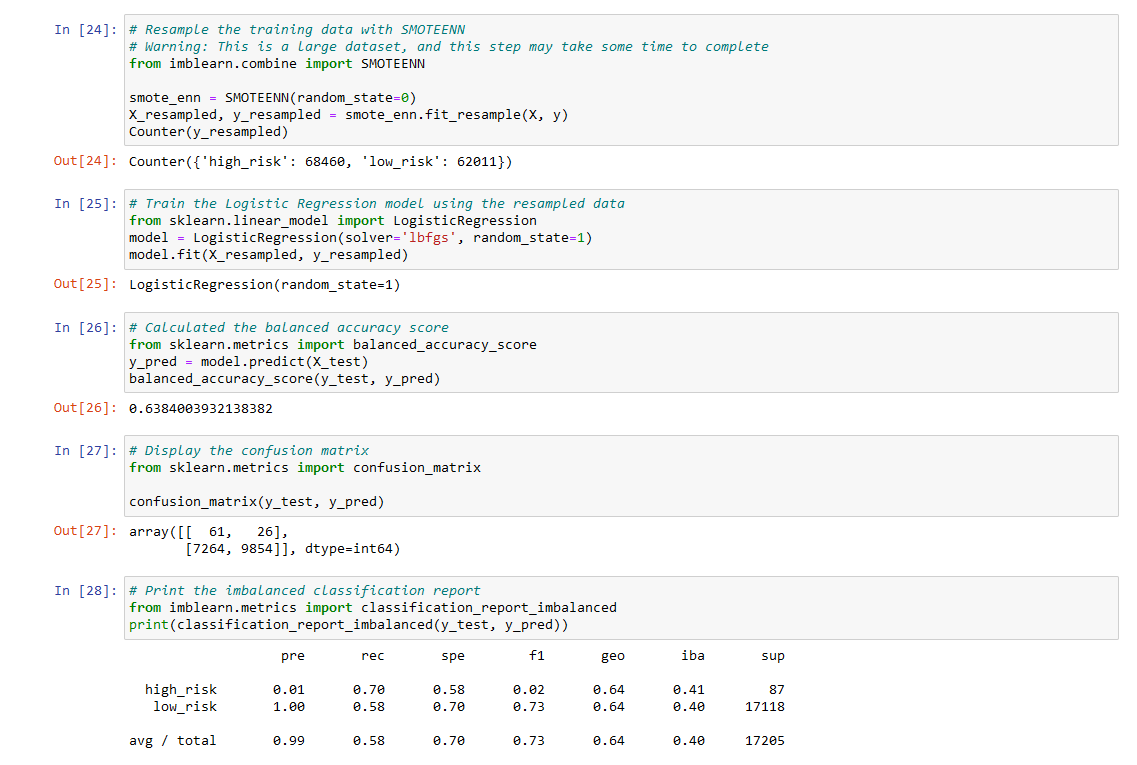 In [24]: # Resample the training data with SMOTEENN
# Warning: This is a large dataset, and this step may take some time to complete
from imblearn.combine import SMOTEENN
smote_enn = SMOTEENN(random_state=0)
X_resampled, y_resampled = smote_enn.fit_resample(X, y)
Counter(y_resampled)
Out[24]: Counter({'high_risk': 68460, 'low_risk': 62011})
In [25]: # Train the Logistic Regression model using the resampled data
from sklearn.linear_model import LogisticRegression
model = LogisticRegression(solver='lbfgs', random_state=1)
model.fit(X_resampled, y_resampled)
Out[25]: LogisticRegression(random_state=1)
In [26]: # Calculated the balanced accuracy score
from sklearn.metrics import balanced_accuracy_score
y_pred = model.predict(X_test)
balanced_accuracy_score(y_test, y_pred)
Out[26]: 0.6384003932138382
In [27]: # Display the confusion matrix
from sklearn.metrics import confusion_matrix
confusion_matrix(y_test, y_pred)
Out[27]: array([[  61,   26],
       [7264, 9854]], dtype=int64)
In [28]: # Print the imbalanced classification report
from imblearn.metrics import classification_report_imbalanced
print(classification_report_imbalanced(y_test, y_pred))
pre rec spe f1 geo iba sup
high_risk 0.01 0.70 0.58 0.02 0.64 0.41 87
low_risk 1.00 0.58 0.70 0.73 0.64 0.40 17118
avg / total 0.99 0.58 0.70 0.73 0.64 0.40 17205